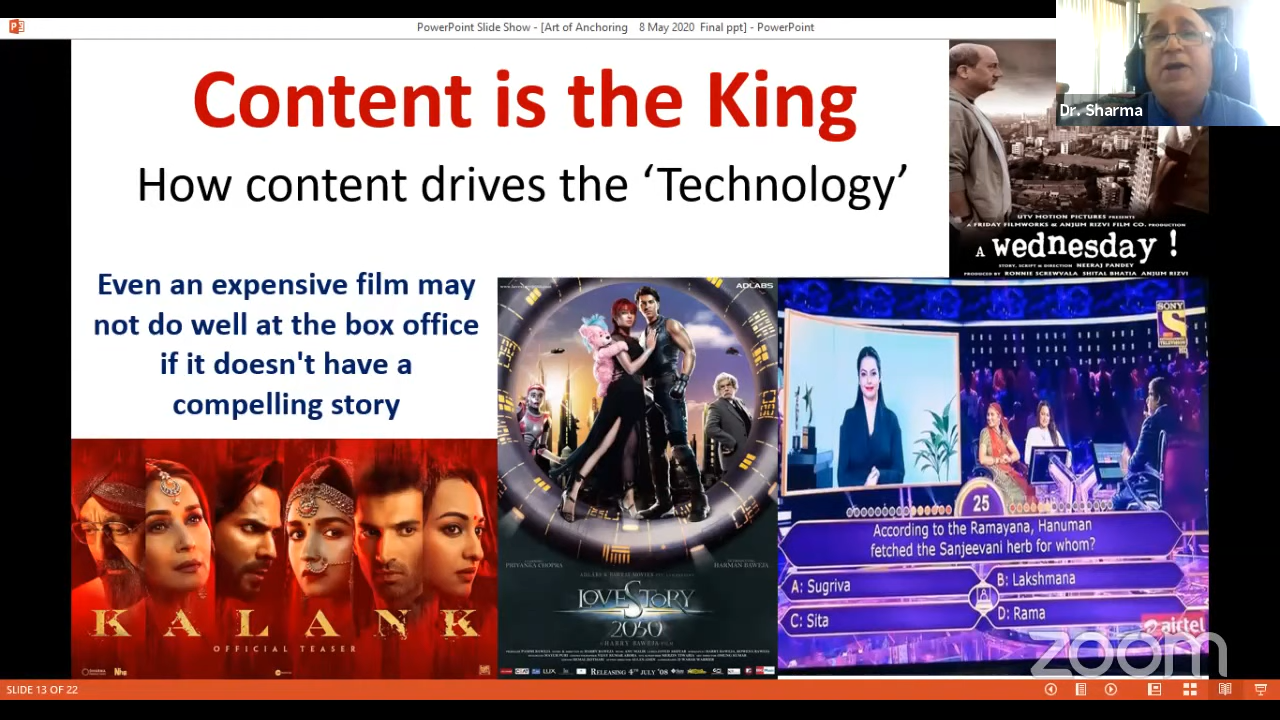 PowerPoint Slide Show - [Art of Anchoring 8 May 2020 Final ppt] - PowerPoint
Content is the King
How content drives the ‘Technology’
Dr. Sharma
UTV MOTION PICTURES PRESENTS
A FRIDAY FILMWORKS & ANJUM RIZVI FILM CO. PRODUCTION
A wednesday !
STORY, SCRIPT & DIRECTION NEERAJ PANDEY
PRODUCED BY RONNIE SCREWVALA SHITAL BHATIA ANJUM RIZVI
Even an expensive film may
not do well at the box office
if it doesn't have a
compelling story
KALANK
OFFICIAL TEASER
ADLABS
PRIYANKA CHOPRA
HARMAN BAWEJA
LOVE STORY
2050
A HARRY BAWEJA FILM
RELEASING 4TH JULY '08
SONY
25
According to the Ramayana, Hanuman
fetched the Sanjeevani herb for whom?
A: Sugriva
B: Lakshmana
C: Sita
D: Rama
airtel
zoom
SLIDE 13 OF 22